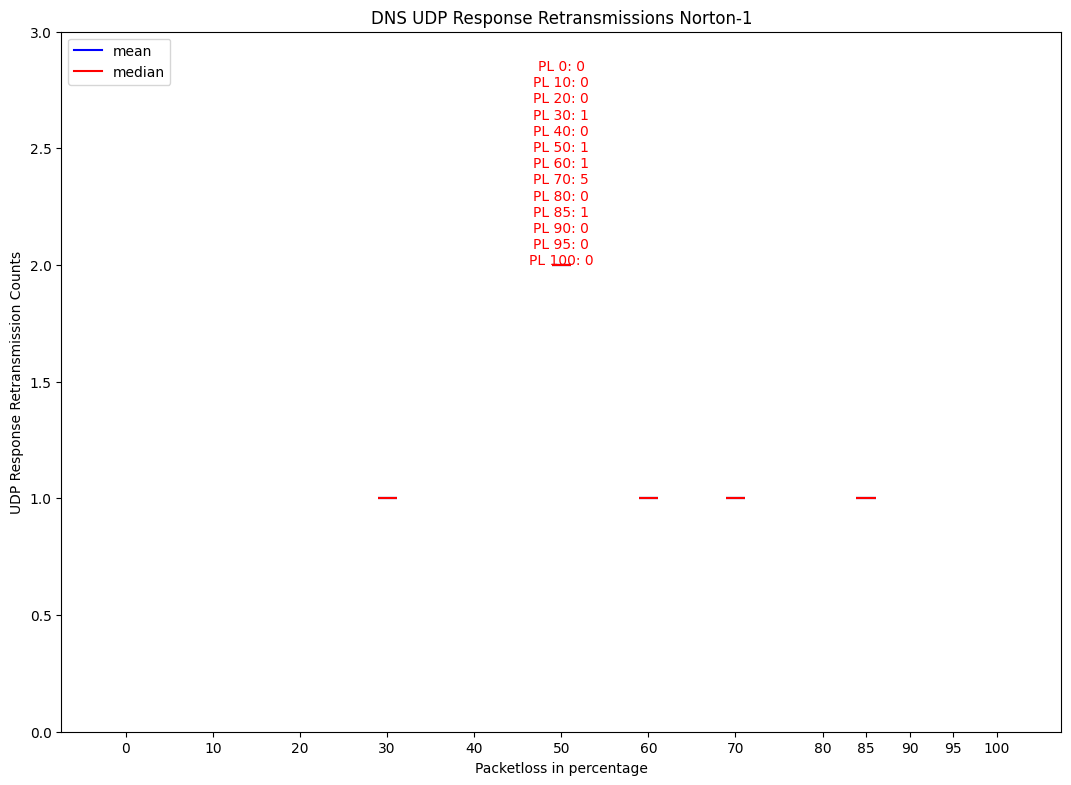 DNS UDP Response Retransmissions Norton-1
mean
median
PL 0: 0
PL 10: 0
PL 20: 0
PL 30: 1
PL 40: 0
PL 50: 1
PL 60: 1
PL 70: 5
PL 80: 0
PL 85: 1
PL 90: 0
PL 95: 0
PL 100: 0
3.0
2.5
2.0
1.5
1.0
0.5
0.0
UDP Response Retransmission Counts
0 10 20 30 40 50 60 70 80 85 90 95 100
Packetloss in percentage